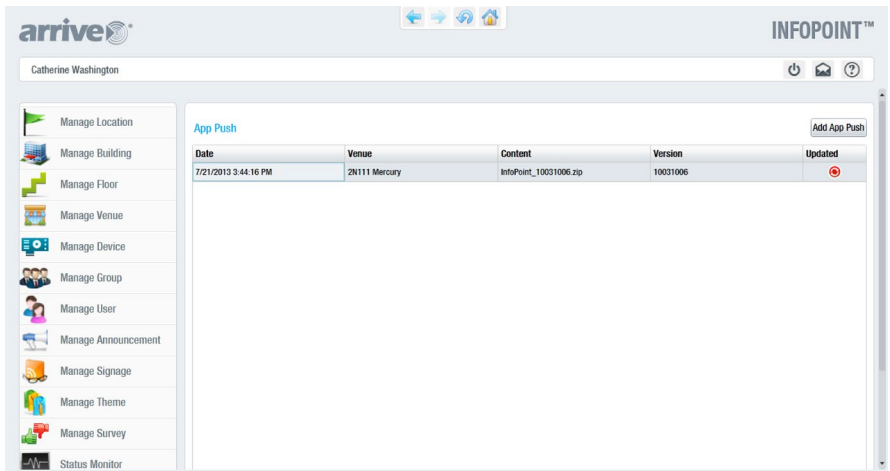 arrive
INFOPOINT™
Catherine Washington
Manage Location
Manage Building
Manage Floor
Manage Venue
Manage Device
Manage Group
Manage User
Manage Announcement
Manage Signage
Manage Theme
Manage Survey
Status Monitor
App Push
Add App Push
Date Venue Content Version Updated
7/21/2013 3:44:16 PM 2N111 Mercury InfoPoint_10031006.zip 10031006